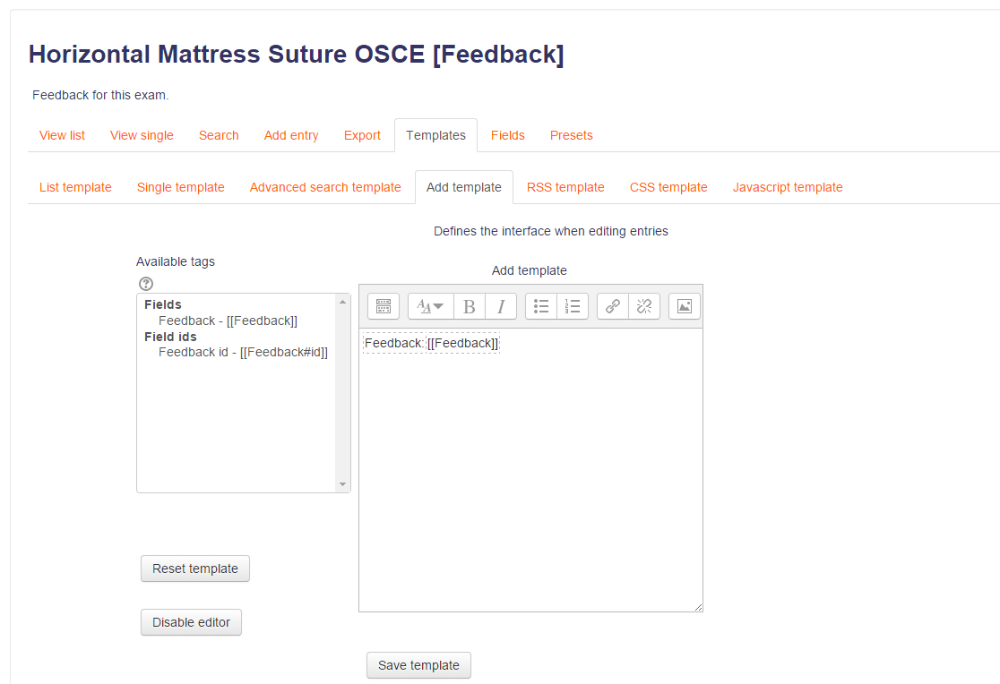 Horizontal Mattress Suture OSCE [Feedback]
Feedback for this exam.
View list View single Search Add entry Export Templates Fields Presets
List template Single template Advanced search template Add template RSS template CSS template Javascript template
Defines the interface when editing entries
Available tags
Add template
Fields
Feedback - [[Feedback]]
Field ids
Feedback id - [[Feedback#id]]
Feedback: [[Feedback]]
Reset template
Disable editor
Save template